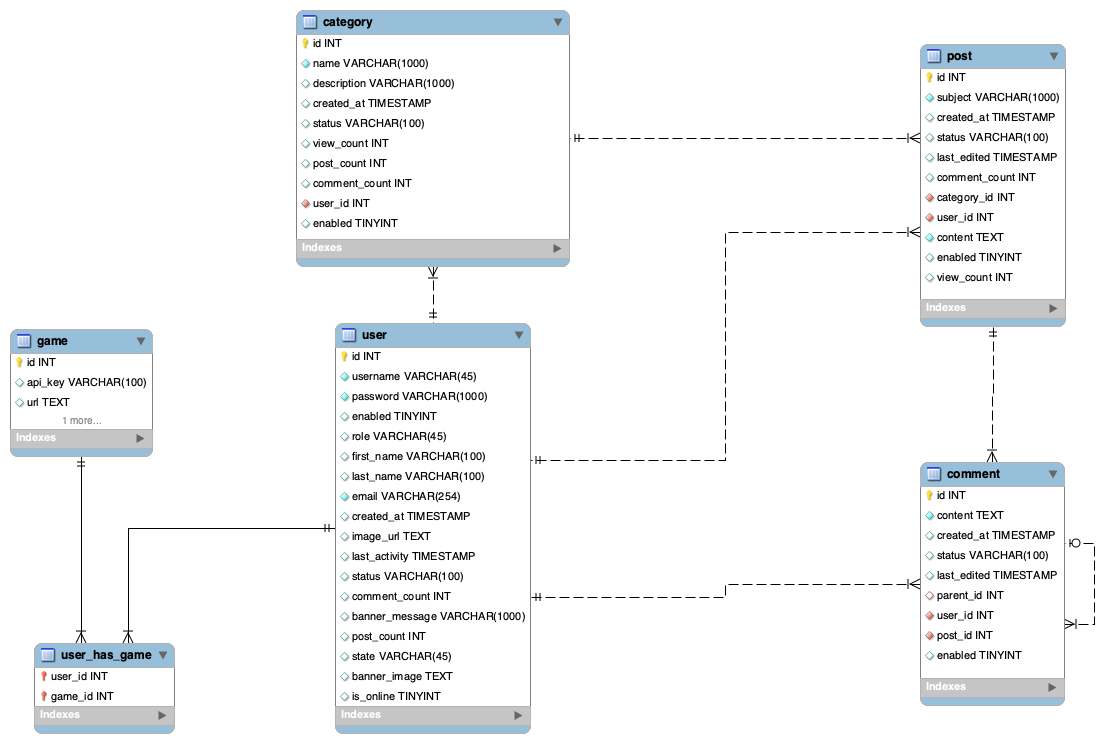 category
id INT
name VARCHAR(1000)
description VARCHAR(1000)
created_at TIMESTAMP
status VARCHAR(100)
view_count INT
post_count INT
comment_count INT
user_id INT
enabled TINYINT
Indexes
post
id INT
subject VARCHAR(1000)
created_at TIMESTAMP
status VARCHAR(100)
last_edited TIMESTAMP
comment_count INT
category_id INT
user_id INT
content TEXT
enabled TINYINT
view_count INT
Indexes
game
id INT
api_key VARCHAR(100)
url TEXT
1 more...
Indexes
user
id INT
username VARCHAR(45)
password VARCHAR(1000)
enabled TINYINT
role VARCHAR(45)
first_name VARCHAR(100)
last_name VARCHAR(100)
email VARCHAR(254)
created_at TIMESTAMP
image_url TEXT
last_activity TIMESTAMP
status VARCHAR(100)
comment_count INT
banner_message VARCHAR(1000)
post_count INT
state VARCHAR(45)
banner_image TEXT
is_online TINYINT
Indexes
comment
id INT
content TEXT
created_at TIMESTAMP
status VARCHAR(100)
last_edited TIMESTAMP
parent_id INT
user_id INT
post_id INT
enabled TINYINT
Indexes
user_has_game
user_id INT
game_id INT
Indexes